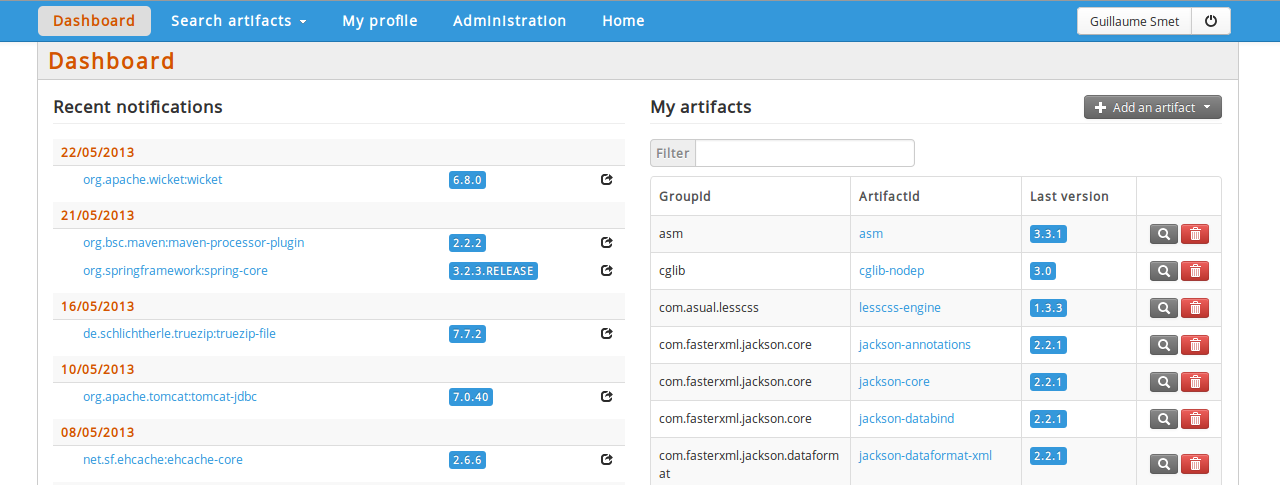 Dashboard Search artifacts My profile Administration Home Guillaume Smet
Dashboard
Recent notifications
22/05/2013
org.apache.wicket:wicket 6.8.0
21/05/2013
org.bsc.maven:maven-processor-plugin 2.2.2
org.springframework:spring-core 3.2.3.RELEASE
16/05/2013
de.schlichtherle.truezip:truezip-file 7.7.2
10/05/2013
org.apache.tomcat:tomcat-jdbc 7.0.40
08/05/2013
net.sf.ehcache:ehcache-core 2.6.6
My artifacts Add an artifact
Filter
GroupId ArtifactId Last version
asm asm 3.3.1
cglib cglib-nodep 3.0
com.asual.lesscss lesscss-engine 1.3.3
com.fasterxml.jackson.core jackson-annotations 2.2.1
com.fasterxml.jackson.core jackson-core 2.2.1
com.fasterxml.jackson.core jackson-databind 2.2.1
com.fasterxml.jackson.dataform jackson-dataformat-xml 2.2.1
at